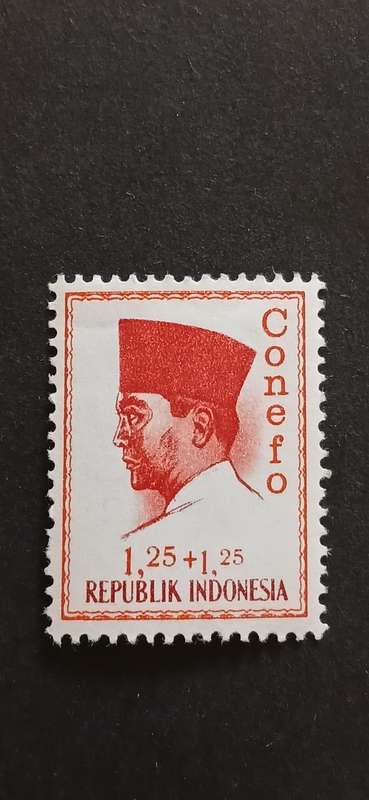 Conefo
1,25 + 1,25
REPUBLIK INDONESIA